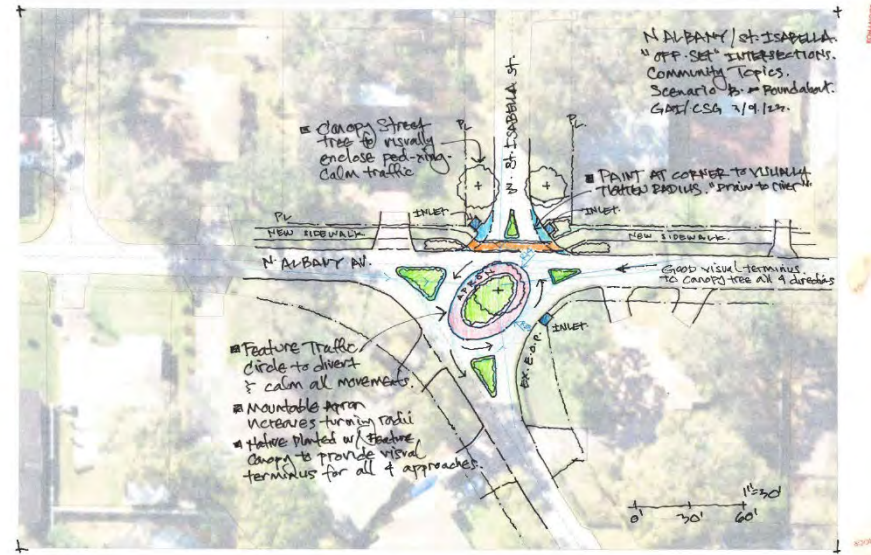 N ALBANY / St. ISABELLA.
"OFF-SET" INTERSECTIONS.
Community Topics.
Scenario B. Roundabout.
GAI/CSG
Canopy Street
tree to visually
enclose ped-xing.
Calm traffic
PL
N. St. ISABELLA St.
PL
PAINT AT CORNER TO VISUALLY
TIGHTEN RADIUS. "Drain to river"
INLET.
INLET.
PL
NEW SIDEWALK
NEW SIDEWALK.
N. ALBANY AV.
APRON
Good visual terminus.
To canopy tree all 4 directions
INLET.
EX. E.O.P.
Feature Traffic
Circle to divert
& calm all movements.
Mountable Apron
increases turning radii
Native Planted w/ Feature
Canopy to provide visual
terminus for all 4 approaches.
1"=30'
0' 30' 60'